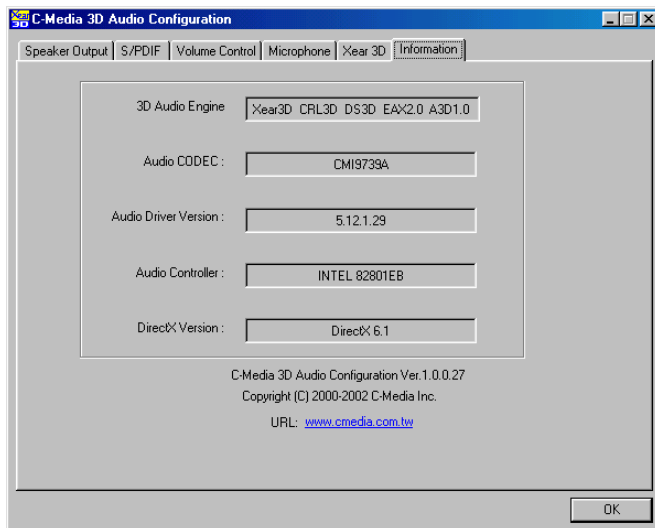 Xear 3D C-Media 3D Audio Configuration
Speaker Output S/PDIF Volume Control Microphone Xear 3D Information
3D Audio Engine Xear3D CRL3D DS3D EAX2.0 A3D1.0
Audio CODEC : CMI9739A
Audio Driver Version : 5.12.1.29
Audio Controller : INTEL 82801EB
DirectX Version : DirectX 6.1
C-Media 3D Audio Configuration Ver.1.0.0.27
Copyright (C) 2000-2002 C-Media Inc.
URL: www.cmedia.com.tw
OK